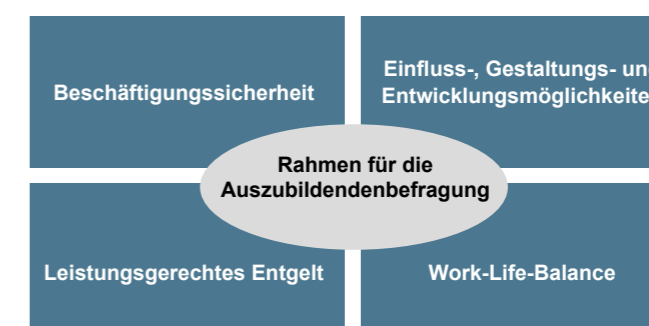 Beschäftigungssicherheit
Einfluss-, Gestaltungs- un
Entwicklungsmöglichkeite
Rahmen für die
Auszubildendenbefragung
Leistungsgerechtes Entgelt
Work-Life-Balance